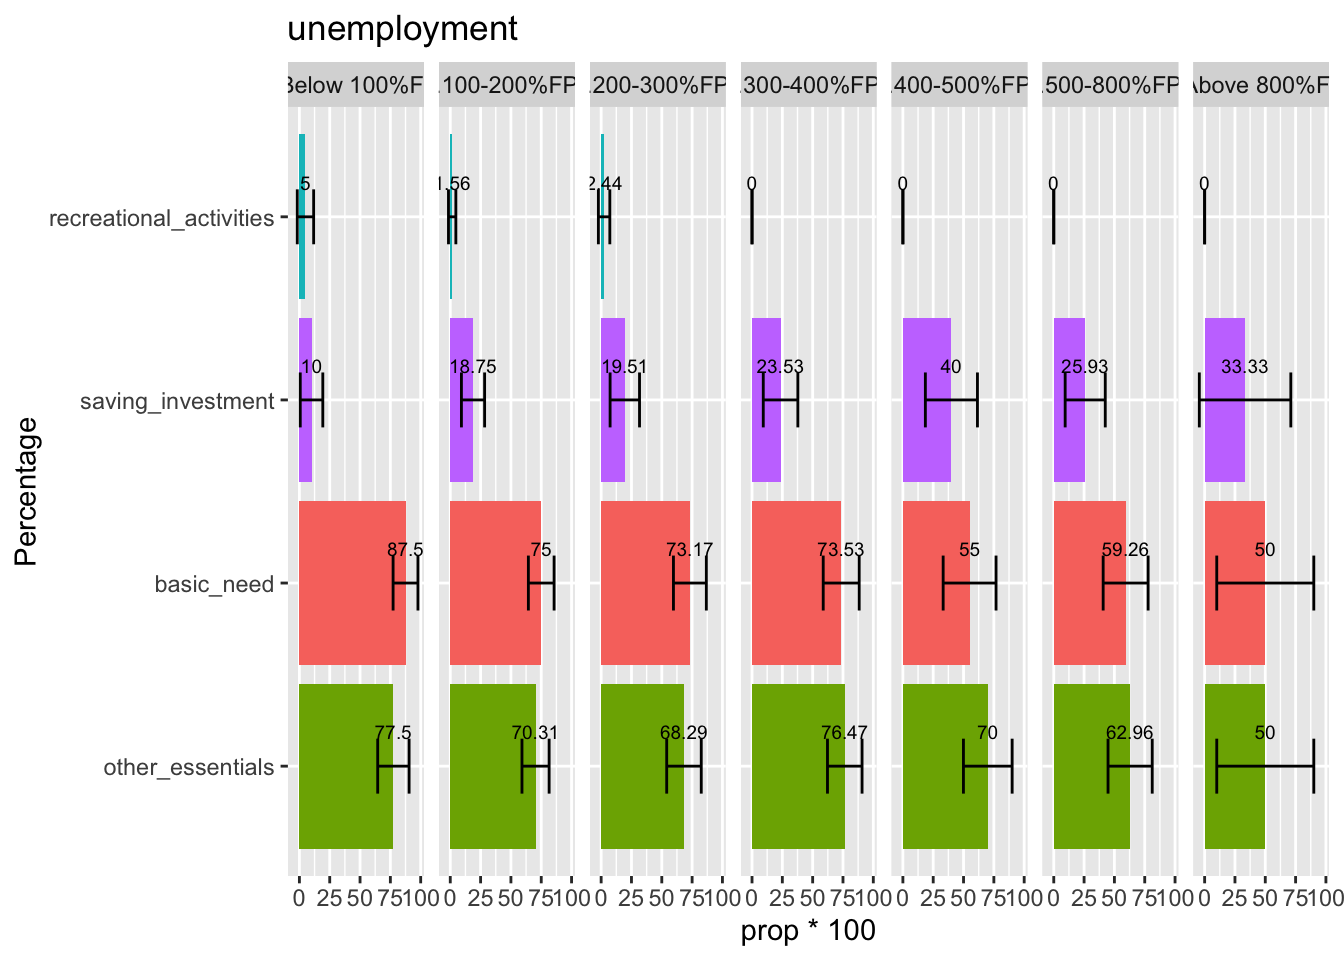 unemployment
Below 100%F
.100-200%FP
.200-300%FP
.300-400%FP
.400-500%FP
.500-800%FP
Above 800%F
recreational_activities
5
1.56
2.44
0
0
0
0
saving_investment
10
18.75
19.51
23.53
40
25.93
33.33
basic_need
87.5
75
73.17
73.53
55
59.26
50
other_essentials
77.5
70.31
68.29
76.47
70
62.96
50
Percentage
0 25 50 75 100
0 25 50 75 100
0 25 50 75 100
0 25 50 75 100
0 25 50 75 100
0 25 50 75 100
0 25 50 75 100
prop * 100